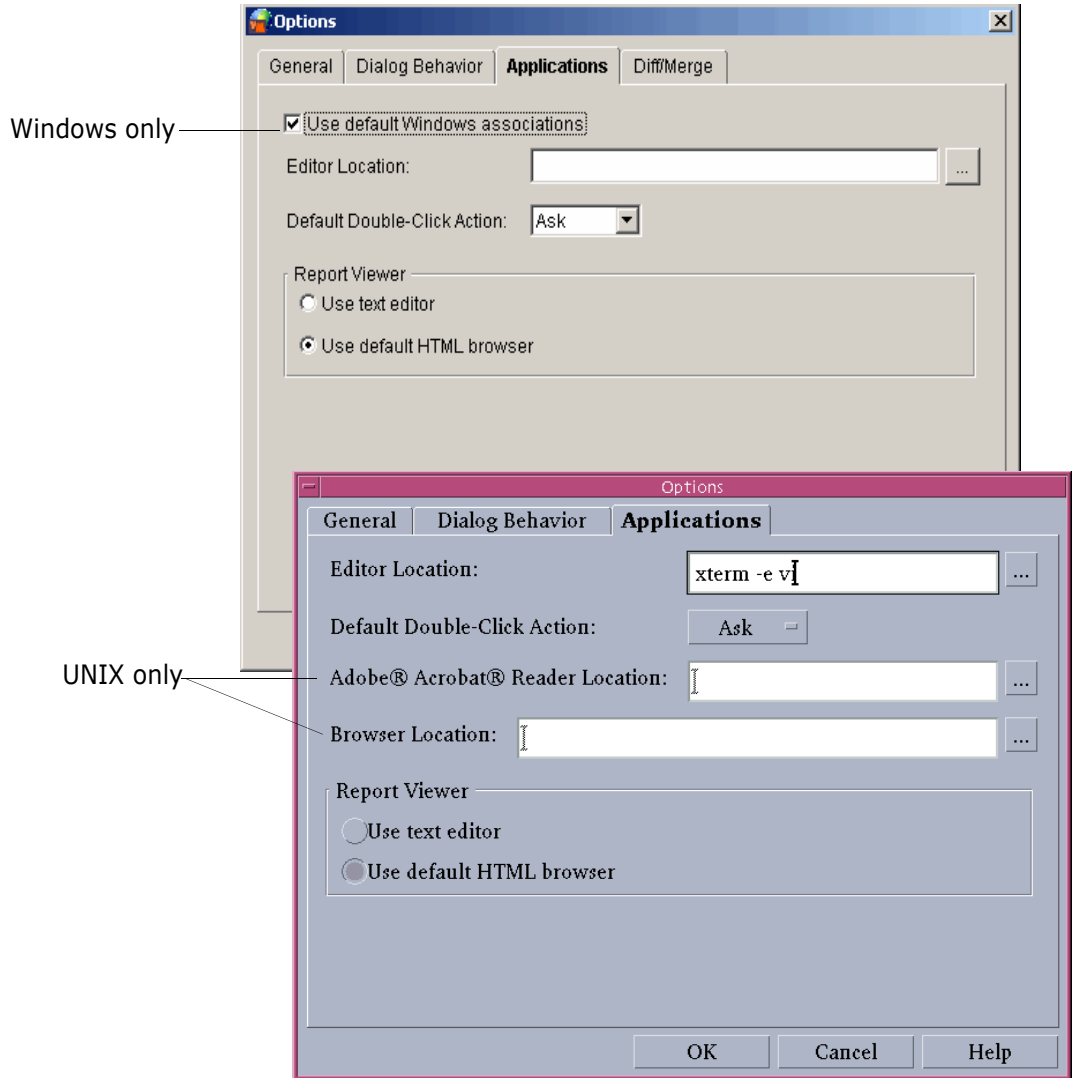 Options
General Dialog Behavior Applications Diff/Merge
Windows only
Use default Windows associations
Editor Location: ...
Default Double-Click Action: Ask
Report Viewer
Use text editor
Use default HTML browser
Options
General Dialog Behavior Applications
Editor Location: xterm -e vi ...
Default Double-Click Action: Ask
UNIX only
Adobe® Acrobat® Reader Location: ...
Browser Location: ...
Report Viewer
Use text editor
Use default HTML browser
OK Cancel Help